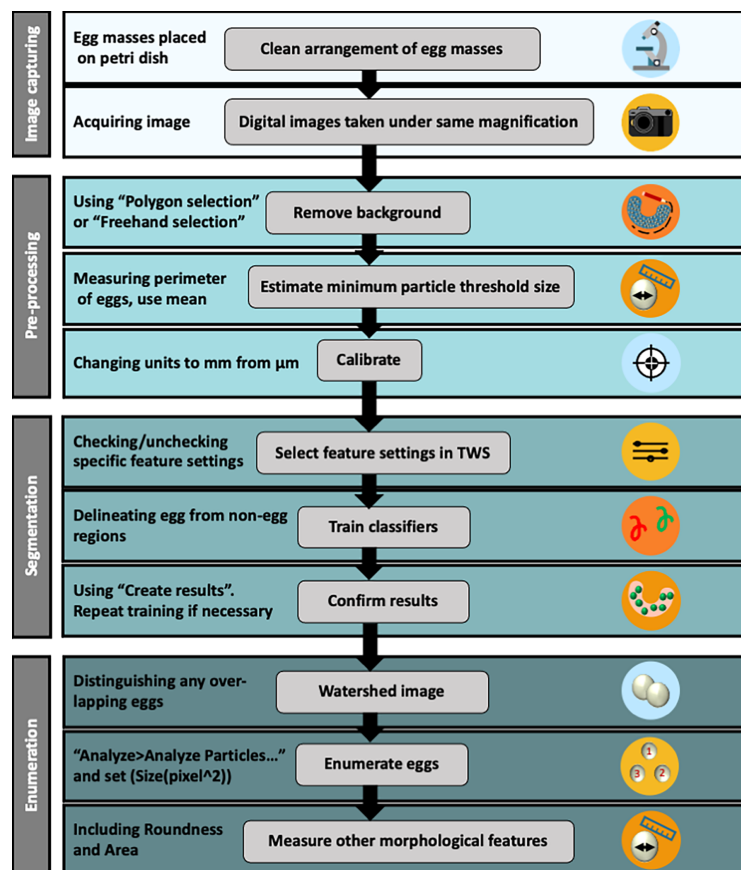 Image capturing
Egg masses placed
on petri dish
Clean arrangement of egg masses
Acquiring image
Digital images taken under same magnification
Pre-processing
Using “Polygon selection”
or “Freehand selection”
Remove background
Measuring perimeter
of eggs, use mean
Estimate minimum particle threshold size
Changing units to mm from µm
Calibrate
Segmentation
Checking/unchecking
specific feature settings
Select feature settings in TWS
Delineating egg from non-egg
regions
Train classifiers
Using “Create results”.
Repeat training if necessary
Confirm results
Enumeration
Distinguishing any over-
lapping eggs
Watershed image
“Analyze>Analyze Particles...”
and set (Size(pixel^2))
Enumerate eggs
1
3 2
Including Roundness
and Area
Measure other morphological features